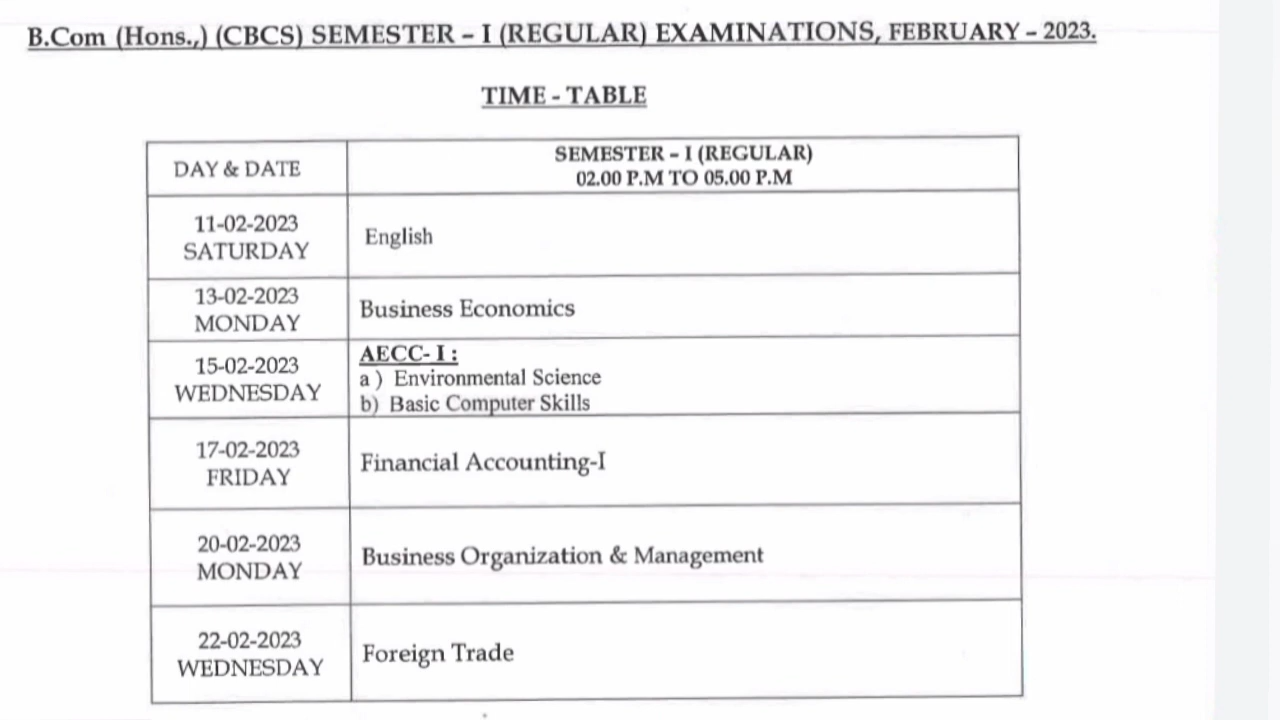 B.Com (Hons.,) (CBCS) SEMESTER – I (REGULAR) EXAMINATIONS, FEBRUARY – 2023.
TIME - TABLE
DAY & DATE
SEMESTER – I (REGULAR)
02.00 P.M TO 05.00 P.M
11-02-2023
SATURDAY
English
13-02-2023
MONDAY
Business Economics
15-02-2023
WEDNESDAY
AECC- I :
a ) Environmental Science
b) Basic Computer Skills
17-02-2023
FRIDAY
Financial Accounting-I
20-02-2023
MONDAY
Business Organization & Management
22-02-2023
WEDNESDAY
Foreign Trade